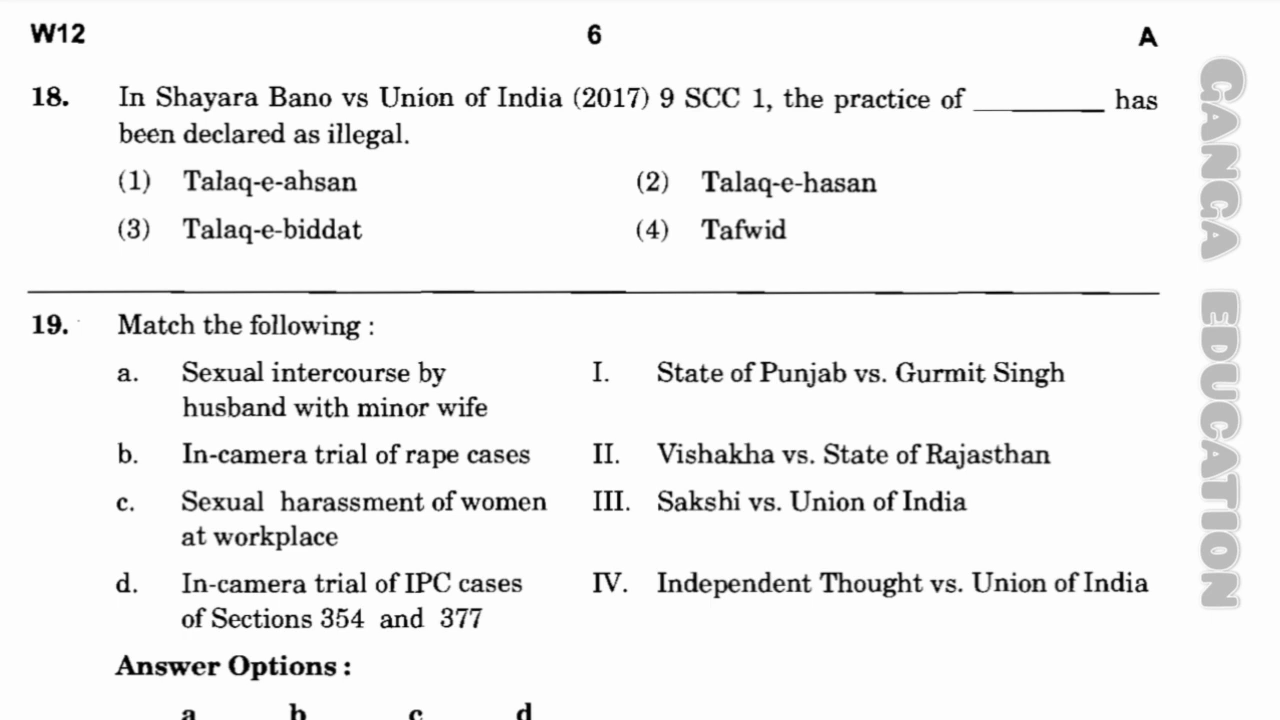 W12 6 A
18. In Shayara Bano vs Union of India (2017) 9 SCC 1, the practice of ________ has
been declared as illegal.
(1) Talaq-e-ahsan (2) Talaq-e-hasan
(3) Talaq-e-biddat (4) Tafwid
19. Match the following :
a. Sexual intercourse by I. State of Punjab vs. Gurmit Singh
husband with minor wife
b. In-camera trial of rape cases II. Vishakha vs. State of Rajasthan
c. Sexual harassment of women III. Sakshi vs. Union of India
at workplace
d. In-camera trial of IPC cases IV. Independent Thought vs. Union of India
of Sections 354 and 377
Answer Options :
a b c d
GANGA EDUCATION